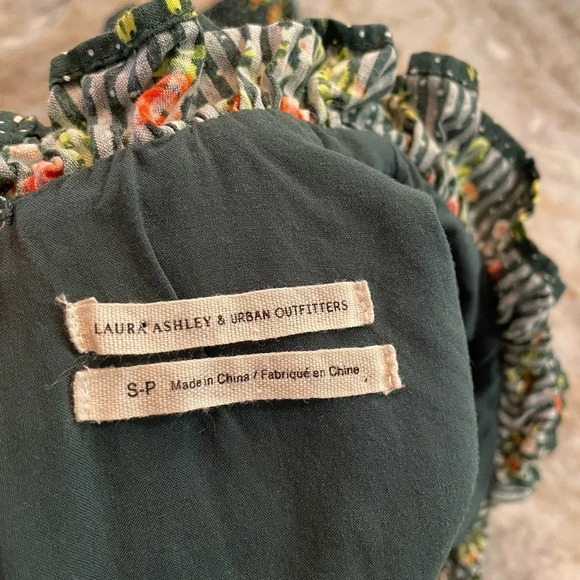 LAURA ASHLEY & URBAN OUTFITTERS
S-P Made in China / Fabriqué en Chine